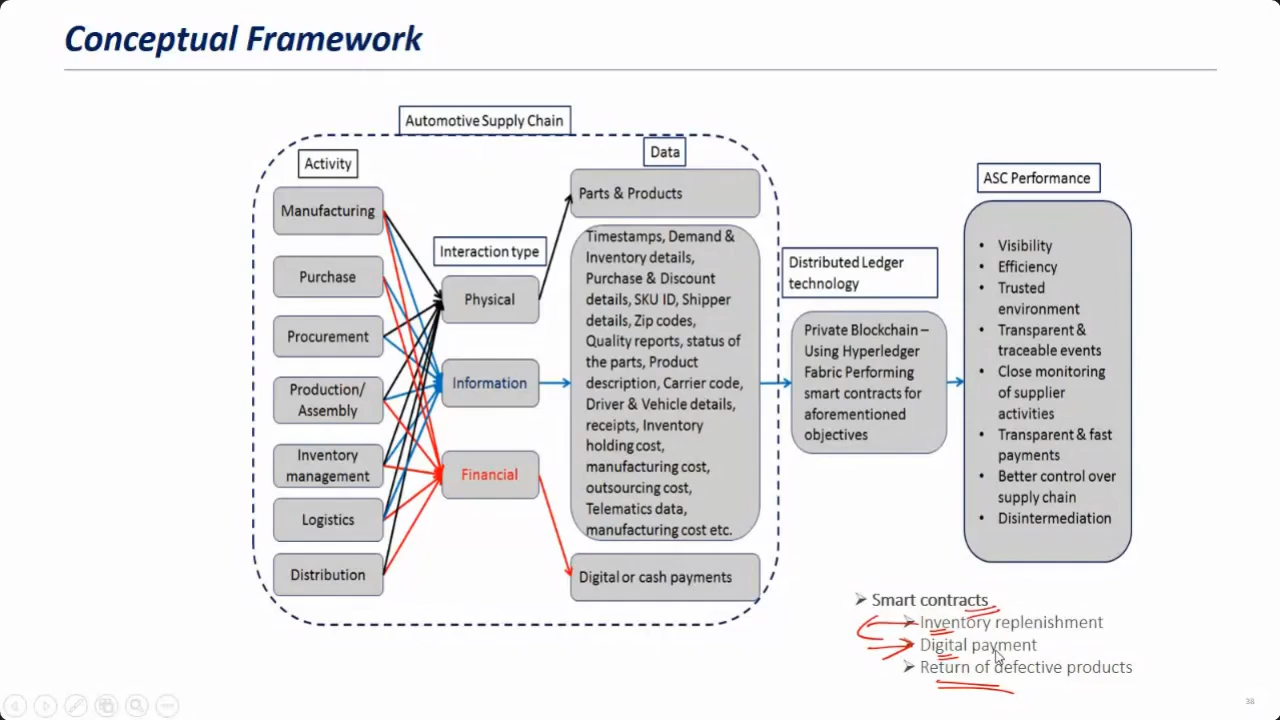 Conceptual Framework
Automotive Supply Chain
Activity
Manufacturing
Purchase
Procurement
Production/
Assembly
Inventory
management
Logistics
Distribution
Interaction type
Physical
Information
Financial
Data
Parts & Products
Timestamps, Demand &
Inventory details,
Purchase & Discount
details, SKU ID, Shipper
details, Zip codes,
Quality reports, status of
the parts, Product
description, Carrier code,
Driver & Vehicle details,
receipts, Inventory
holding cost,
manufacturing cost,
outsourcing cost,
Telematics data,
manufacturing cost etc.
Digital or cash payments
Distributed Ledger
technology
Private Blockchain –
Using Hyperledger
Fabric Performing
smart contracts for
aforementioned
objectives
ASC Performance
• Visibility
• Efficiency
• Trusted
environment
• Transparent &
traceable events
• Close monitoring
of supplier
activities
• Transparent & fast
payments
• Better control over
supply chain
• Disintermediation
➢ Smart contracts
➢ Inventory replenishment
➢ Digital payment
➢ Return of defective products
38